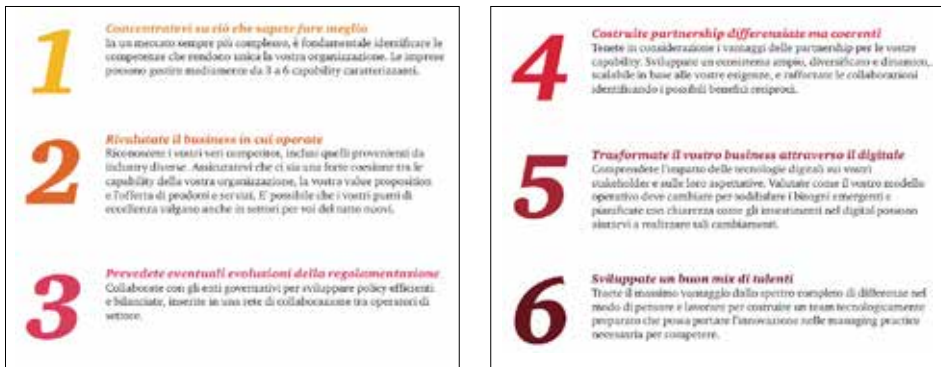 1
Concentratevi su ciò che sapete fare meglio
In un mercato sempre più complesso, è fondamentale identificare le
competenze che rendono unica la vostra organizzazione. Le imprese
possono gestire mediamente da 3 a 6 capability caratterizzanti.
2
Rivalutate il business in cui operate
Riconoscete i vostri veri competitor, inclusi quelli provenienti da
industry diverse. Assicuratevi che ci sia una forte coesione tra le
capability della vostra organizzazione, la vostra value proposition
e l'offerta di prodotti e servizi. E' possibile che i vostri punti di
eccellenza valgano anche in settori per voi del tutto nuovi.
3
Prevedete eventuali evoluzioni della regolamentazione
Collaborate con gli enti governativi per sviluppare policy efficienti
e bilanciate, inserite in una rete di collaborazione tra operatori di
settore.
4
Costruite partnership differenziate ma coerenti
Tenete in considerazione i vantaggi delle partnership per le vostre
capability. Sviluppate un ecosistema ampio, diversificato e dinamico,
scalabile in base alle vostre esigenze, e rafforzate le collaborazioni
identificando i possibili benefici reciproci.
5
Trasformate il vostro business attraverso il digitale
Comprendete l'impatto delle tecnologie digitali sui vostri
stakeholder e sulle loro aspettative. Valutate come il vostro modello
operativo deve cambiare per soddisfare i bisogni emergenti e
pianificate con chiarezza come gli investimenti nel digital possono
aiutarvi a realizzare tali cambiamenti.
6
Sviluppate un buon mix di talenti
Traete il massimo vantaggio dallo spettro completo di differenze nel
modo di pensare e lavorare per costruire un team tecnologicamente
preparato che possa portare l'innovazione nelle managing practice
necessaria per competere.